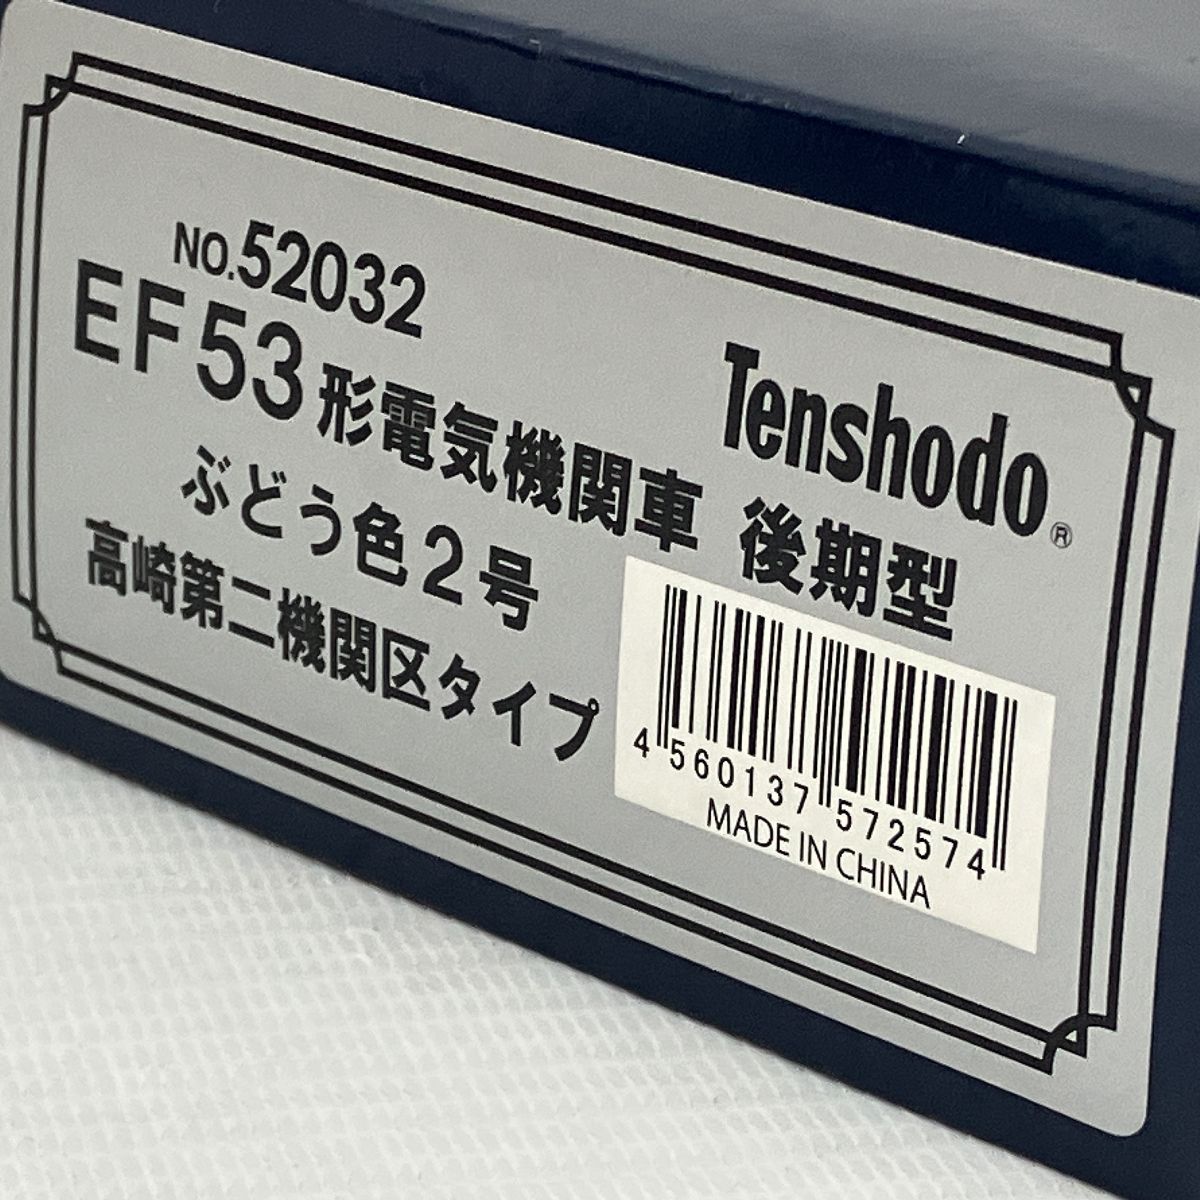 NO.52032
Tenshodo®
EF53形電気機関車 後期型
ぶどう色2号
高崎第二機関区タイプ
4 560137 572574
MADE IN CHINA